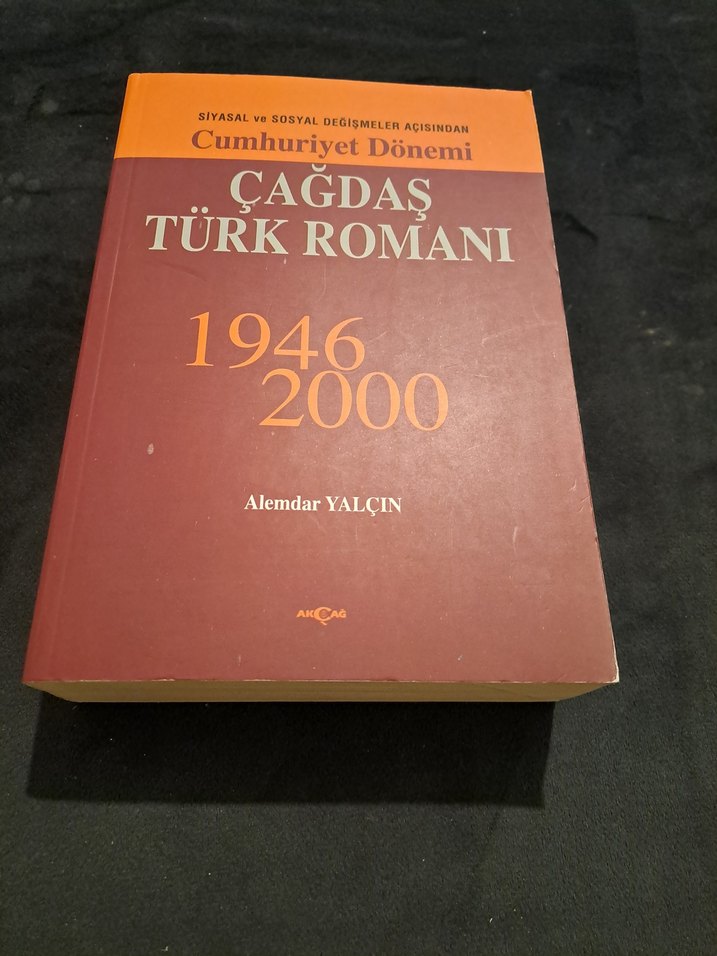 SİYASAL ve SOSYAL DEĞİŞMELER AÇISINDAN
Cumhuriyet Dönemi
ÇAĞDAŞ
TÜRK ROMANI
1946
2000
Alemdar YALÇIN
AKÇAĞ